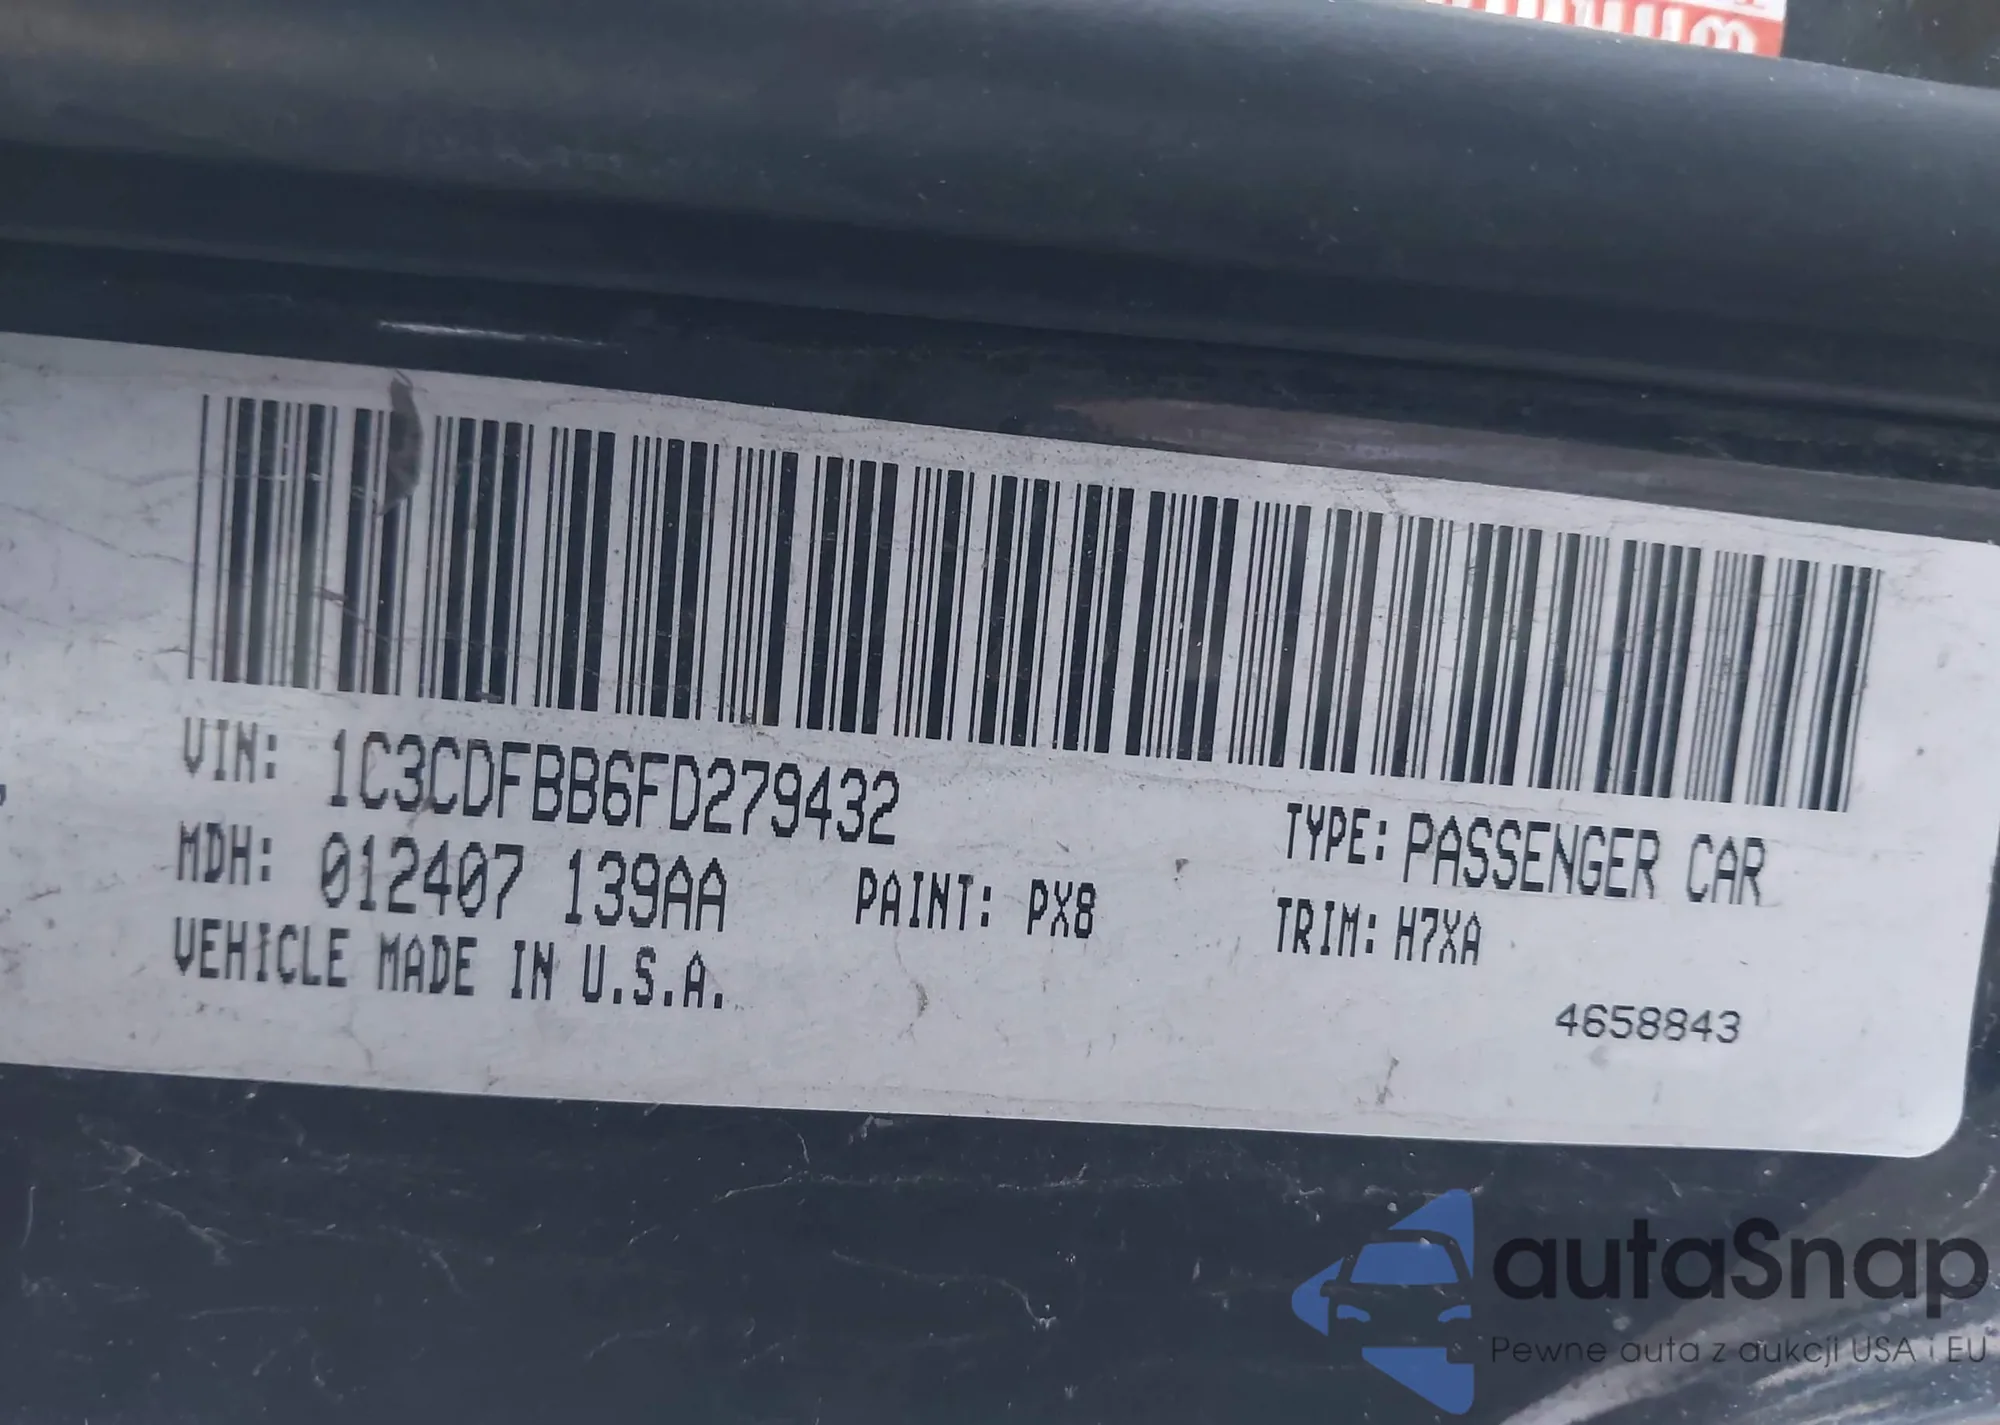 VIN: 1C3CDFBB6FD279432
TYPE: PASSENGER CAR
MDH: 012407 139AA
PAINT: PX8
TRIM: H7XA
VEHICLE MADE IN U.S.A.
4658843
autaSnap
Pewne auta z aukcji USA i EU